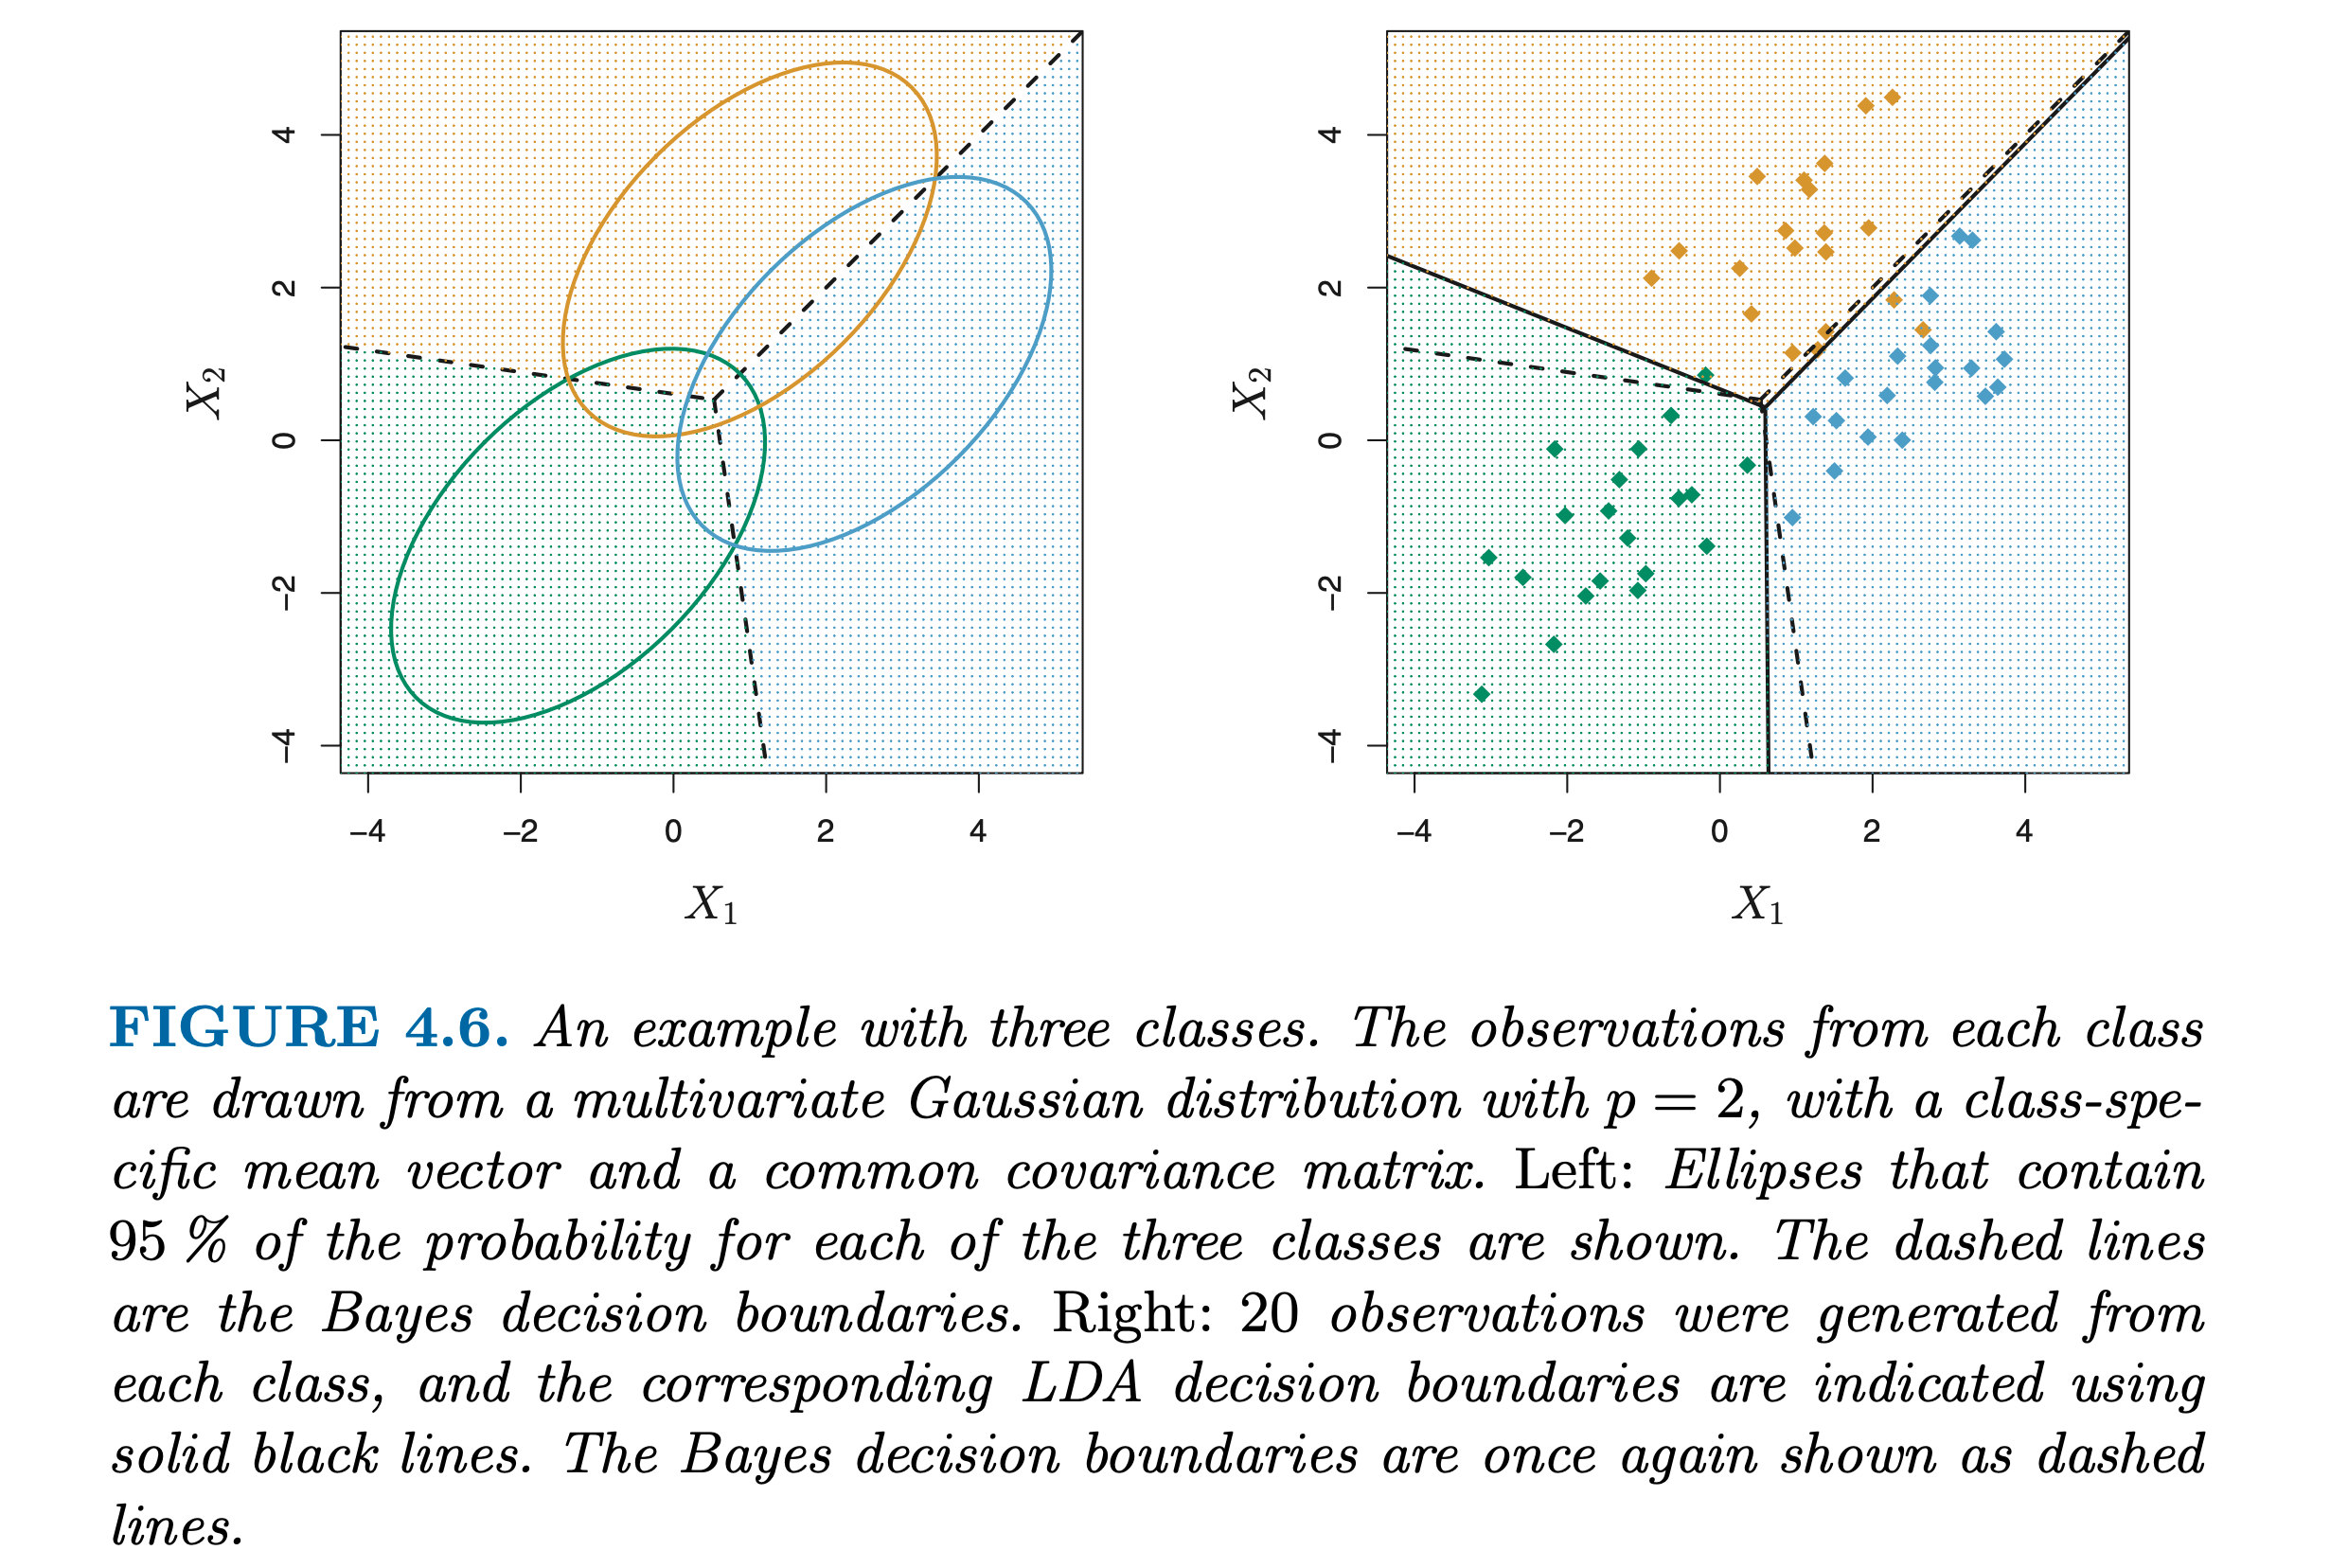 4
2
0
−2
−4
X2
−4
−2
0
2
4
X1
4
2
0
−2
−4
X2
−4
−2
0
2
4
X1
FIGURE 4.6. An example with three classes. The observations from each class
are drawn from a multivariate Gaussian distribution with p = 2, with a class-spe-
cific mean vector and a common covariance matrix. Left: Ellipses that contain
95 % of the probability for each of the three classes are shown. The dashed lines
are the Bayes decision boundaries. Right: 20 observations were generated from
each class, and the corresponding LDA decision boundaries are indicated using
solid black lines. The Bayes decision boundaries are once again shown as dashed
lines.